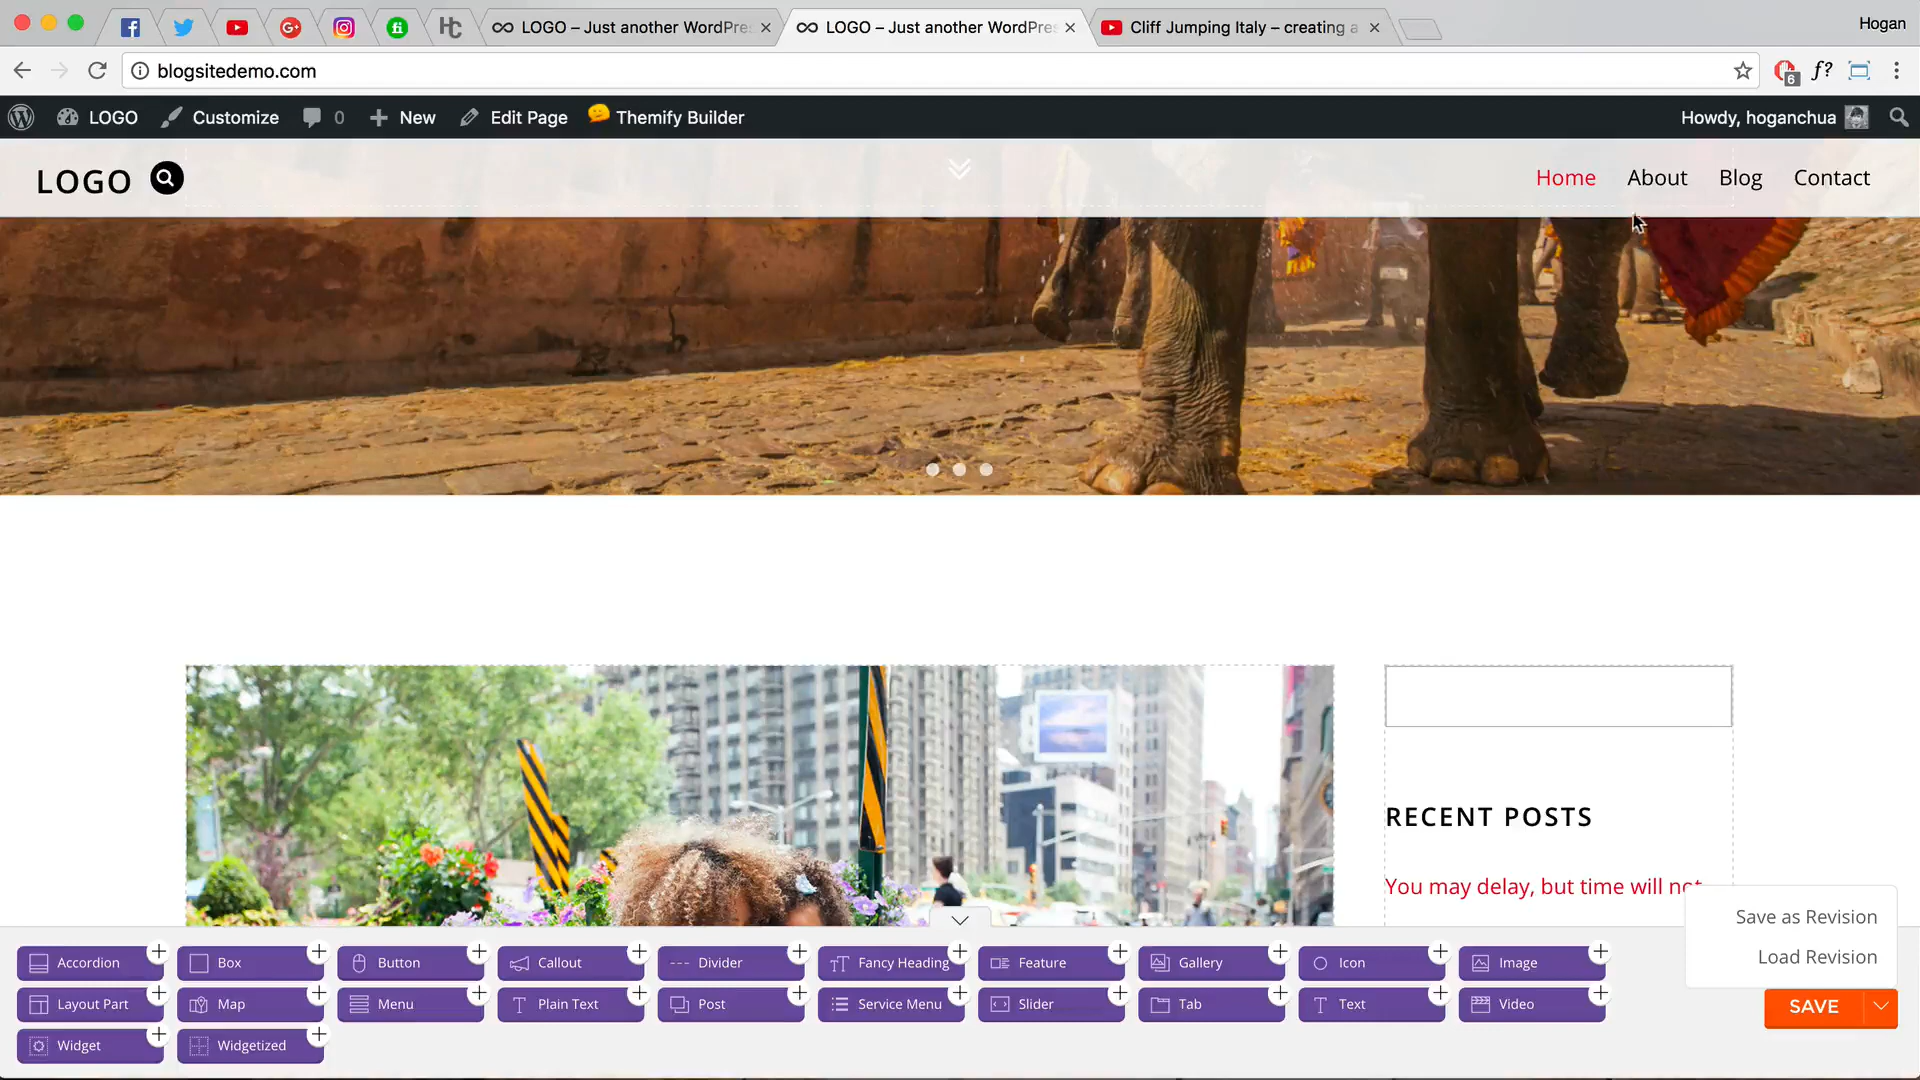 LOGO – Just another WordPre
LOGO – Just another WordPres
Cliff Jumping Italy – creating a
Hogan
blogsitedemo.com
6
f?
LOGO
Customize
0
New
Edit Page
Themify Builder
Howdy, hoganchua
LOGO
Home
About
Blog
Contact
RECENT POSTS
You may delay, but time will not
Save as Revision
Load Revision
Accordion
Box
Button
Callout
Divider
Fancy Heading
Feature
Gallery
Icon
Image
Layout Part
Map
Menu
Plain Text
Post
Service Menu
Slider
Tab
Text
Video
SAVE
Widget
Widgetized